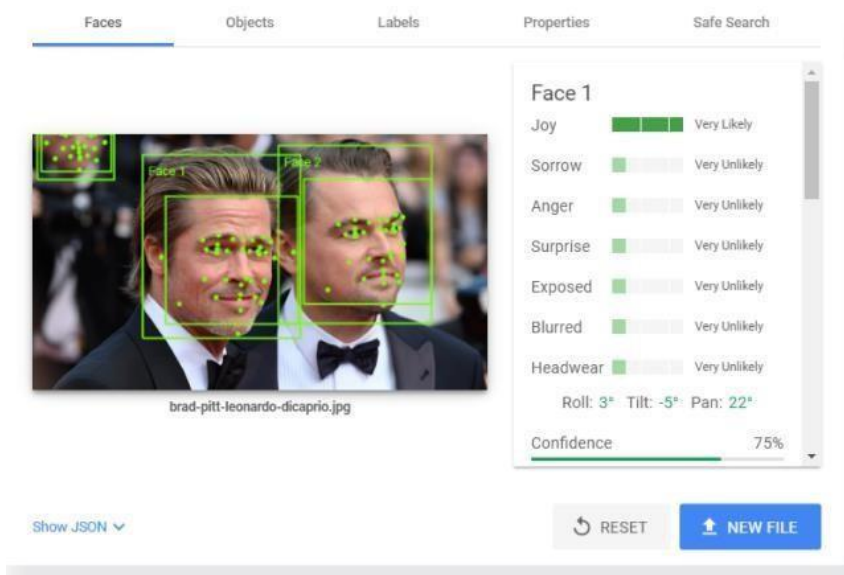 Faces Objects Labels Properties Safe Search
Face 1
Face 2
brad-pitt-leonardo-dicaprio.jpg
Face 1
Joy Very Likely
Sorrow Very Unlikely
Anger Very Unlikely
Surprise Very Unlikely
Exposed Very Unlikely
Blurred Very Unlikely
Headwear Very Unlikely
Roll: 3° Tilt: -5° Pan: 22°
Confidence 75%
Show JSON RESET NEW FILE